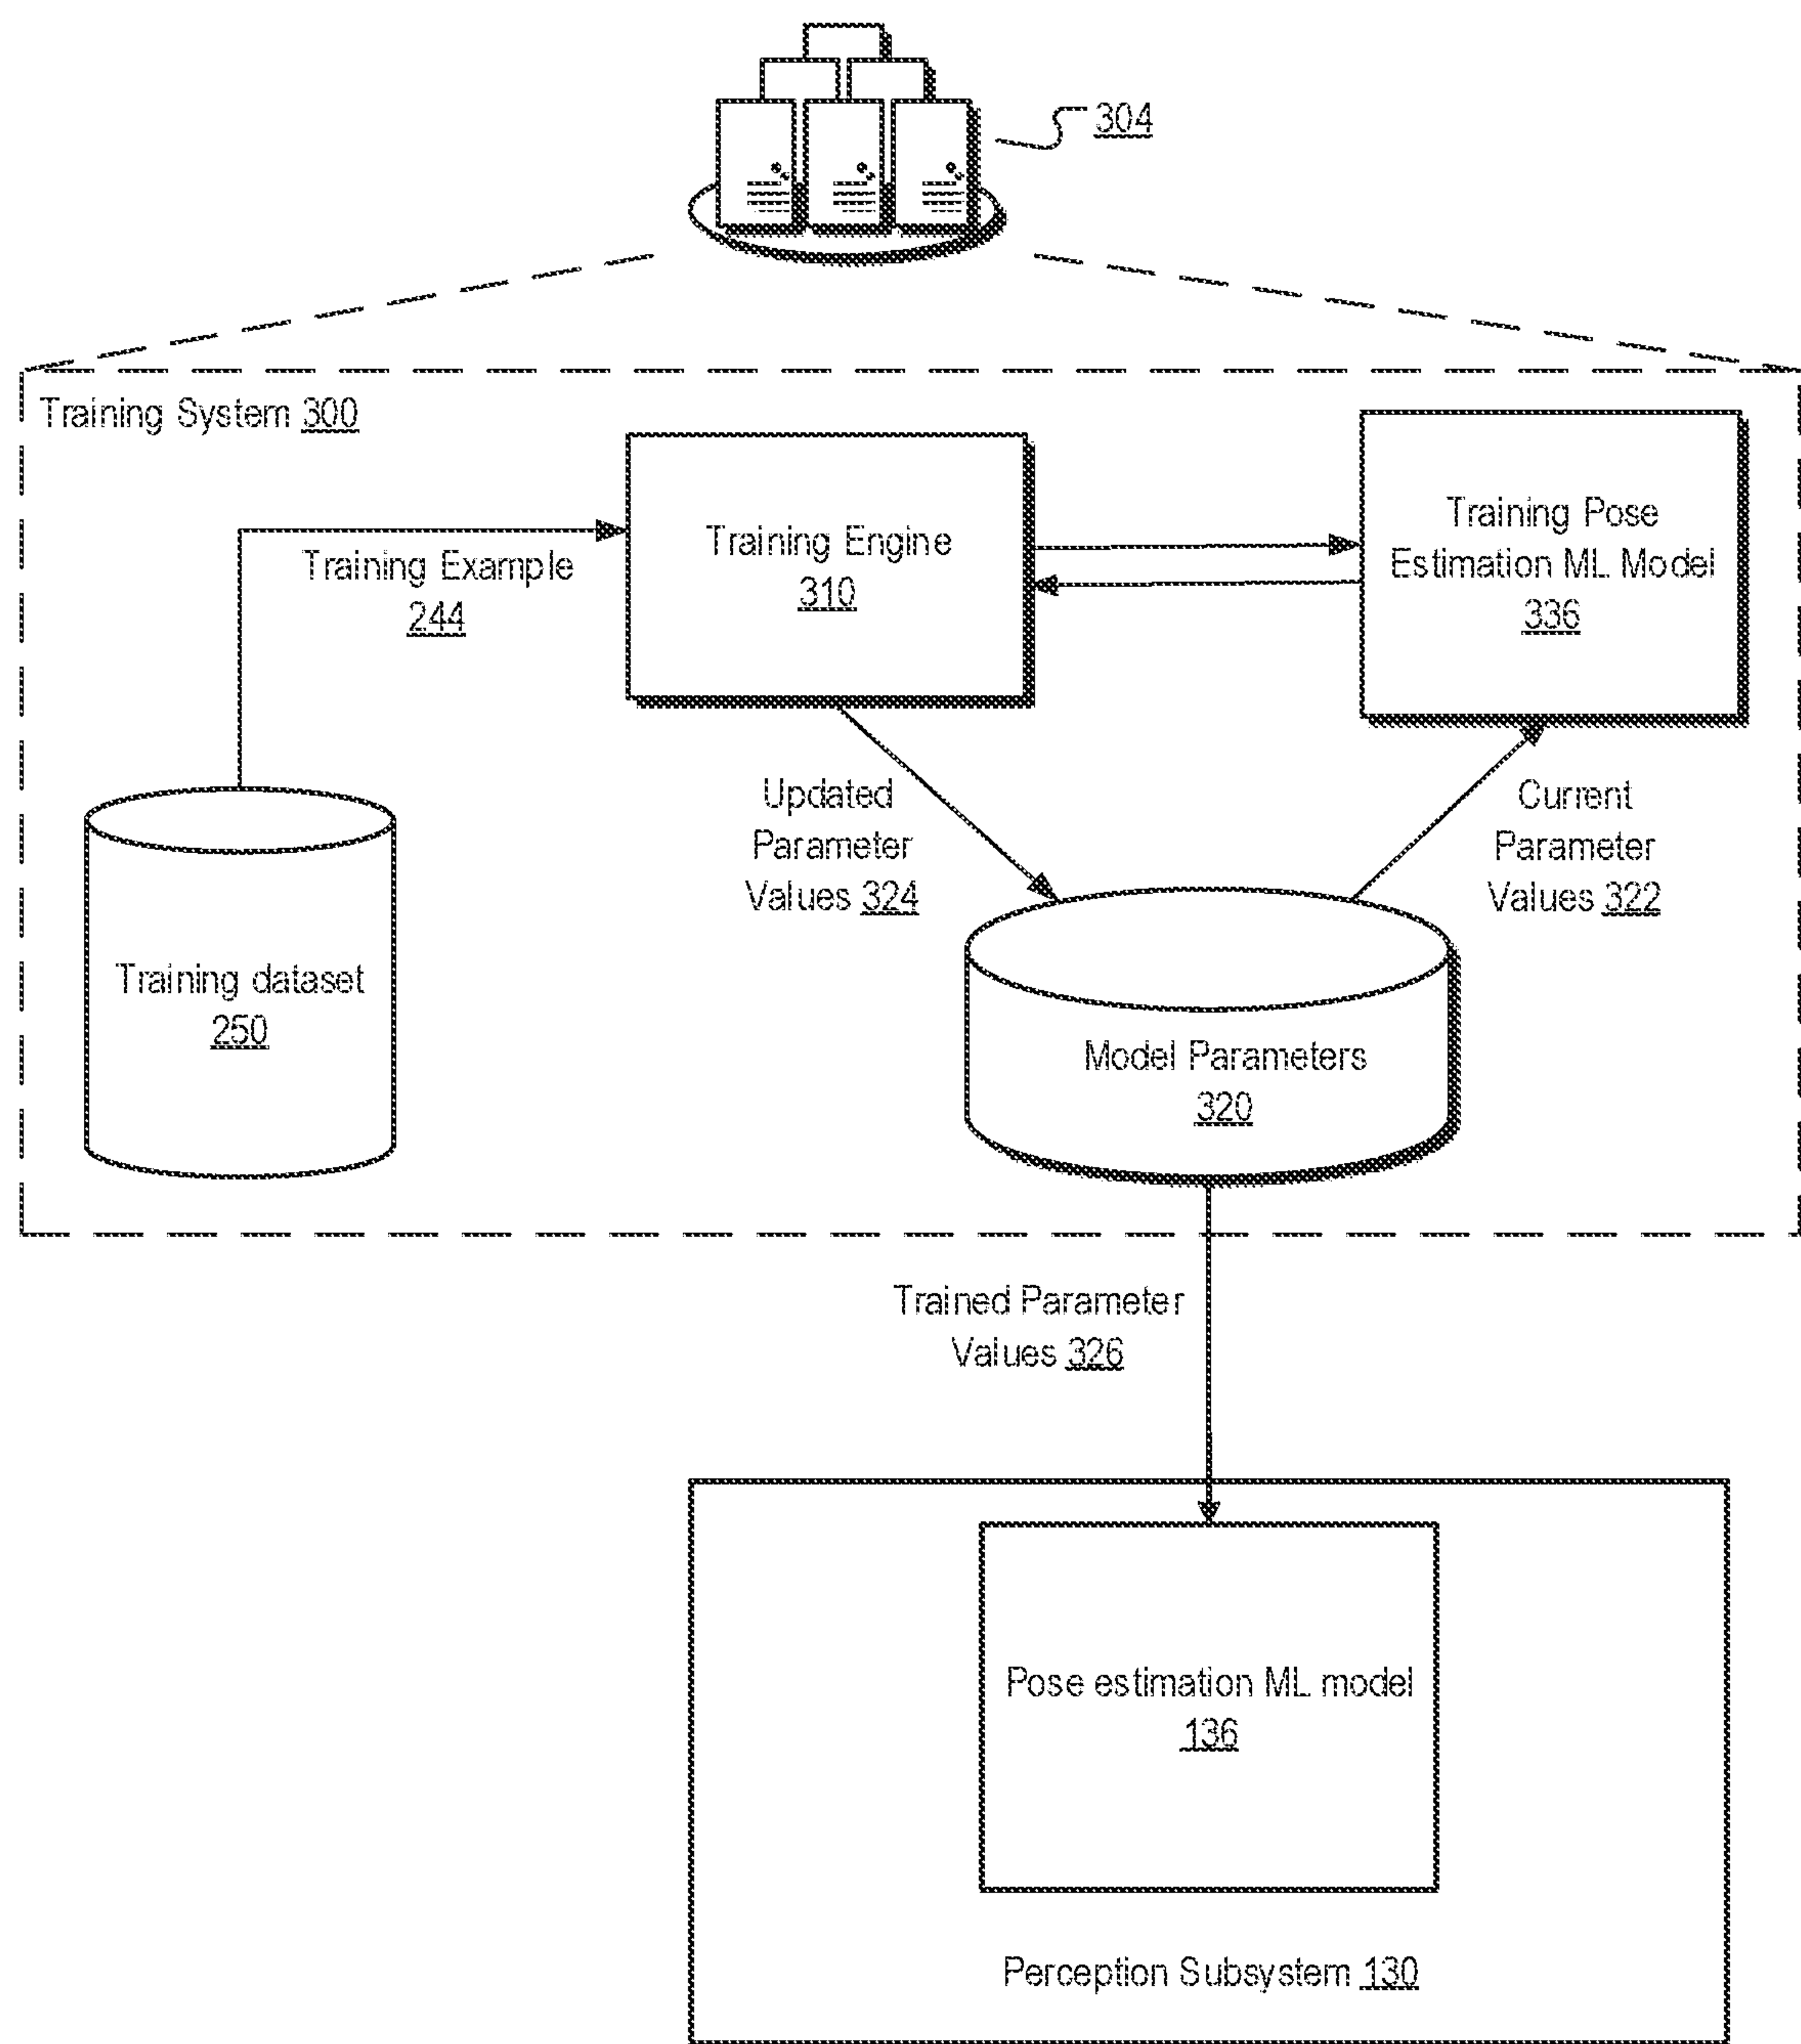 304
Training System 300
Training Engine
310
Training Pose
Estimation ML Model
336
Training Example
244
Updated
Parameter
Values 324
Current
Parameter
Values 322
Training dataset
250
Model Parameters
320
Trained Parameter
Values 326
Pose estimation ML model
136
Perception Subsystem 130